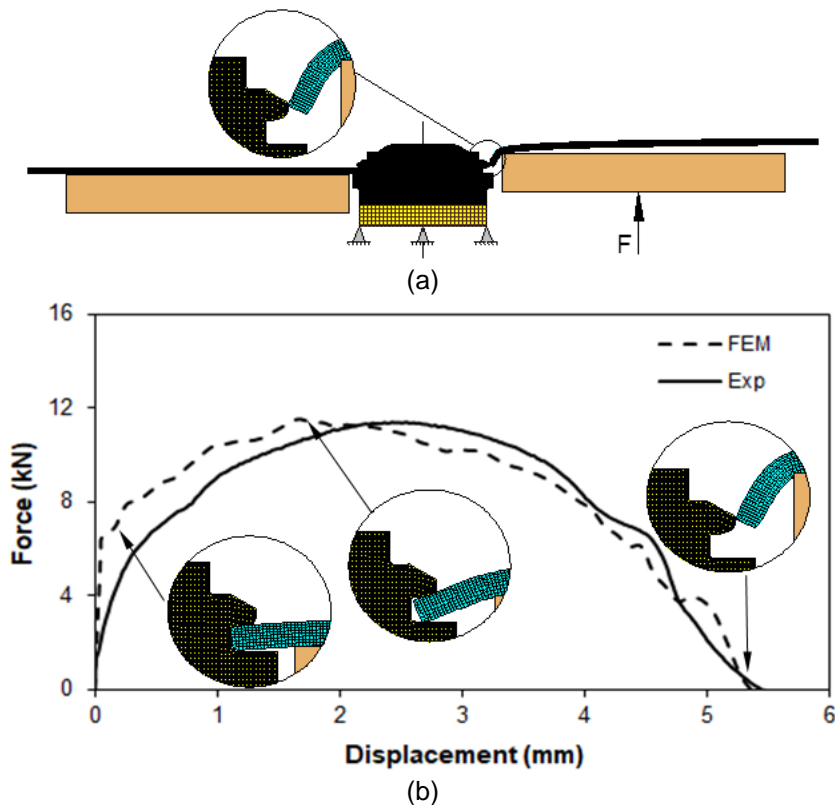 F
(a)
16
12
8
4
0
Force (kN)
FEM
Exp
0 1 2 3 4 5 6
Displacement (mm)
(b)